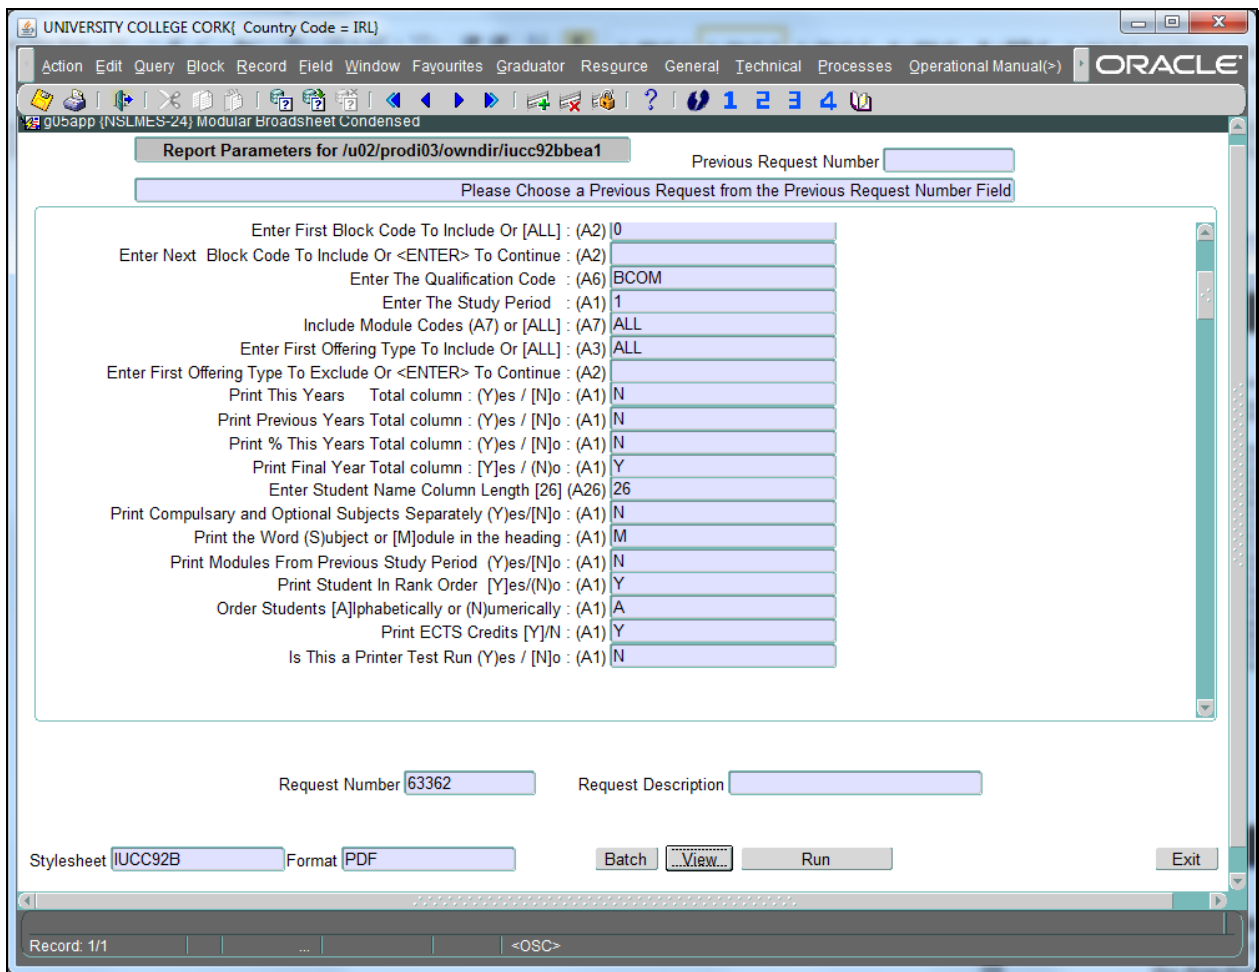 UNIVERSITY COLLEGE CORK{ Country Code = IRL}
Action Edit Query Block Record Field Window Favourites Graduator Resource General Technical Processes Operational Manual(>) ORACLE
? 1 2 3 4
g05app {NSLMES-24} Modular Broadsheet Condensed
Report Parameters for /u02/prodi03/owndir/iucc92bbea1
Previous Request Number
Please Choose a Previous Request from the Previous Request Number Field
Enter First Block Code To Include Or [ALL] : (A2) 0
Enter Next Block Code To Include Or <ENTER> To Continue : (A2)
Enter The Qualification Code : (A6) BCOM
Enter The Study Period : (A1) 1
Include Module Codes (A7) or [ALL] : (A7) ALL
Enter First Offering Type To Include Or [ALL] : (A3) ALL
Enter First Offering Type To Exclude Or <ENTER> To Continue : (A2)
Print This Years Total column : (Y)es / [N]o : (A1) N
Print Previous Years Total column : (Y)es / [N]o : (A1) N
Print % This Years Total column : (Y)es / [N]o : (A1) N
Print Final Year Total column : [Y]es / (N)o : (A1) Y
Enter Student Name Column Length [26] (A26) 26
Print Compulsary and Optional Subjects Separately (Y)es/[N]o : (A1) N
Print the Word (S)ubject or [M]odule in the heading : (A1) M
Print Modules From Previous Study Period (Y)es/[N]o : (A1) N
Print Student In Rank Order [Y]es/(N)o : (A1) Y
Order Students [A]lphabetically or (N)umerically : (A1) A
Print ECTS Credits [Y]/N : (A1) Y
Is This a Printer Test Run (Y)es / [N]o : (A1) N
Request Number 63362 Request Description
Stylesheet IUCC92B Format PDF Batch View... Run Exit
Record: 1/1 ... <OSC>